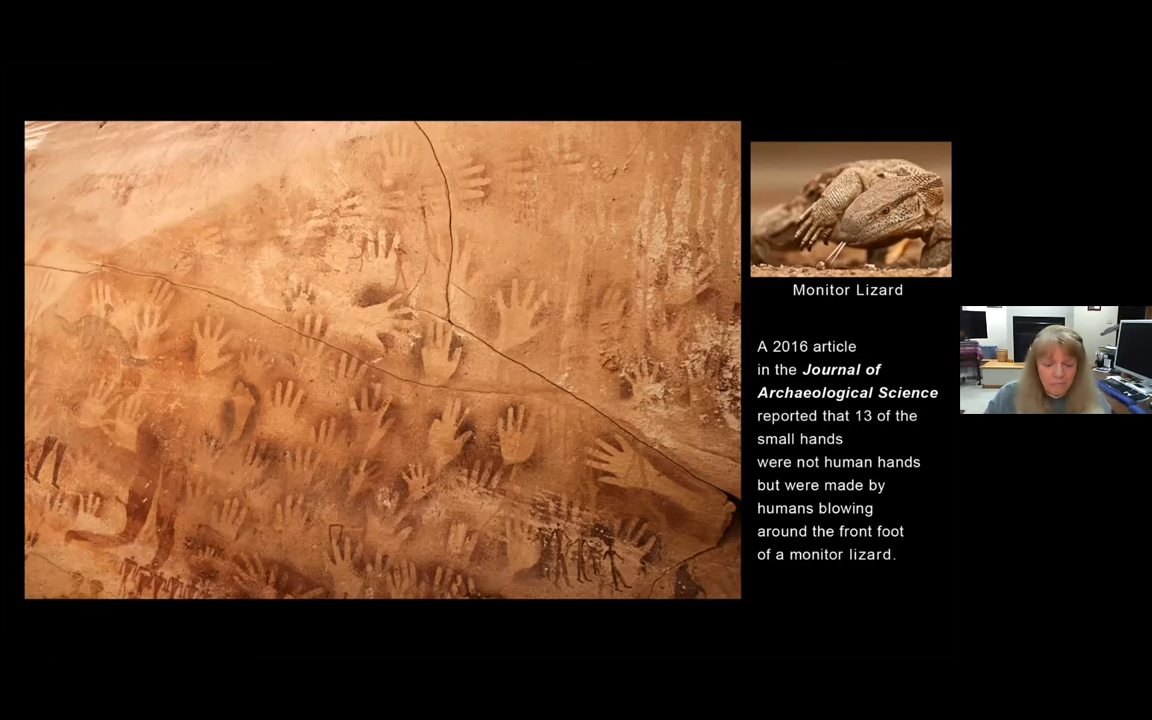 Monitor Lizard
A 2016 article
in the Journal of
Archaeological Science
reported that 13 of the
small hands
were not human hands
but were made by
humans blowing
around the front foot
of a monitor lizard.